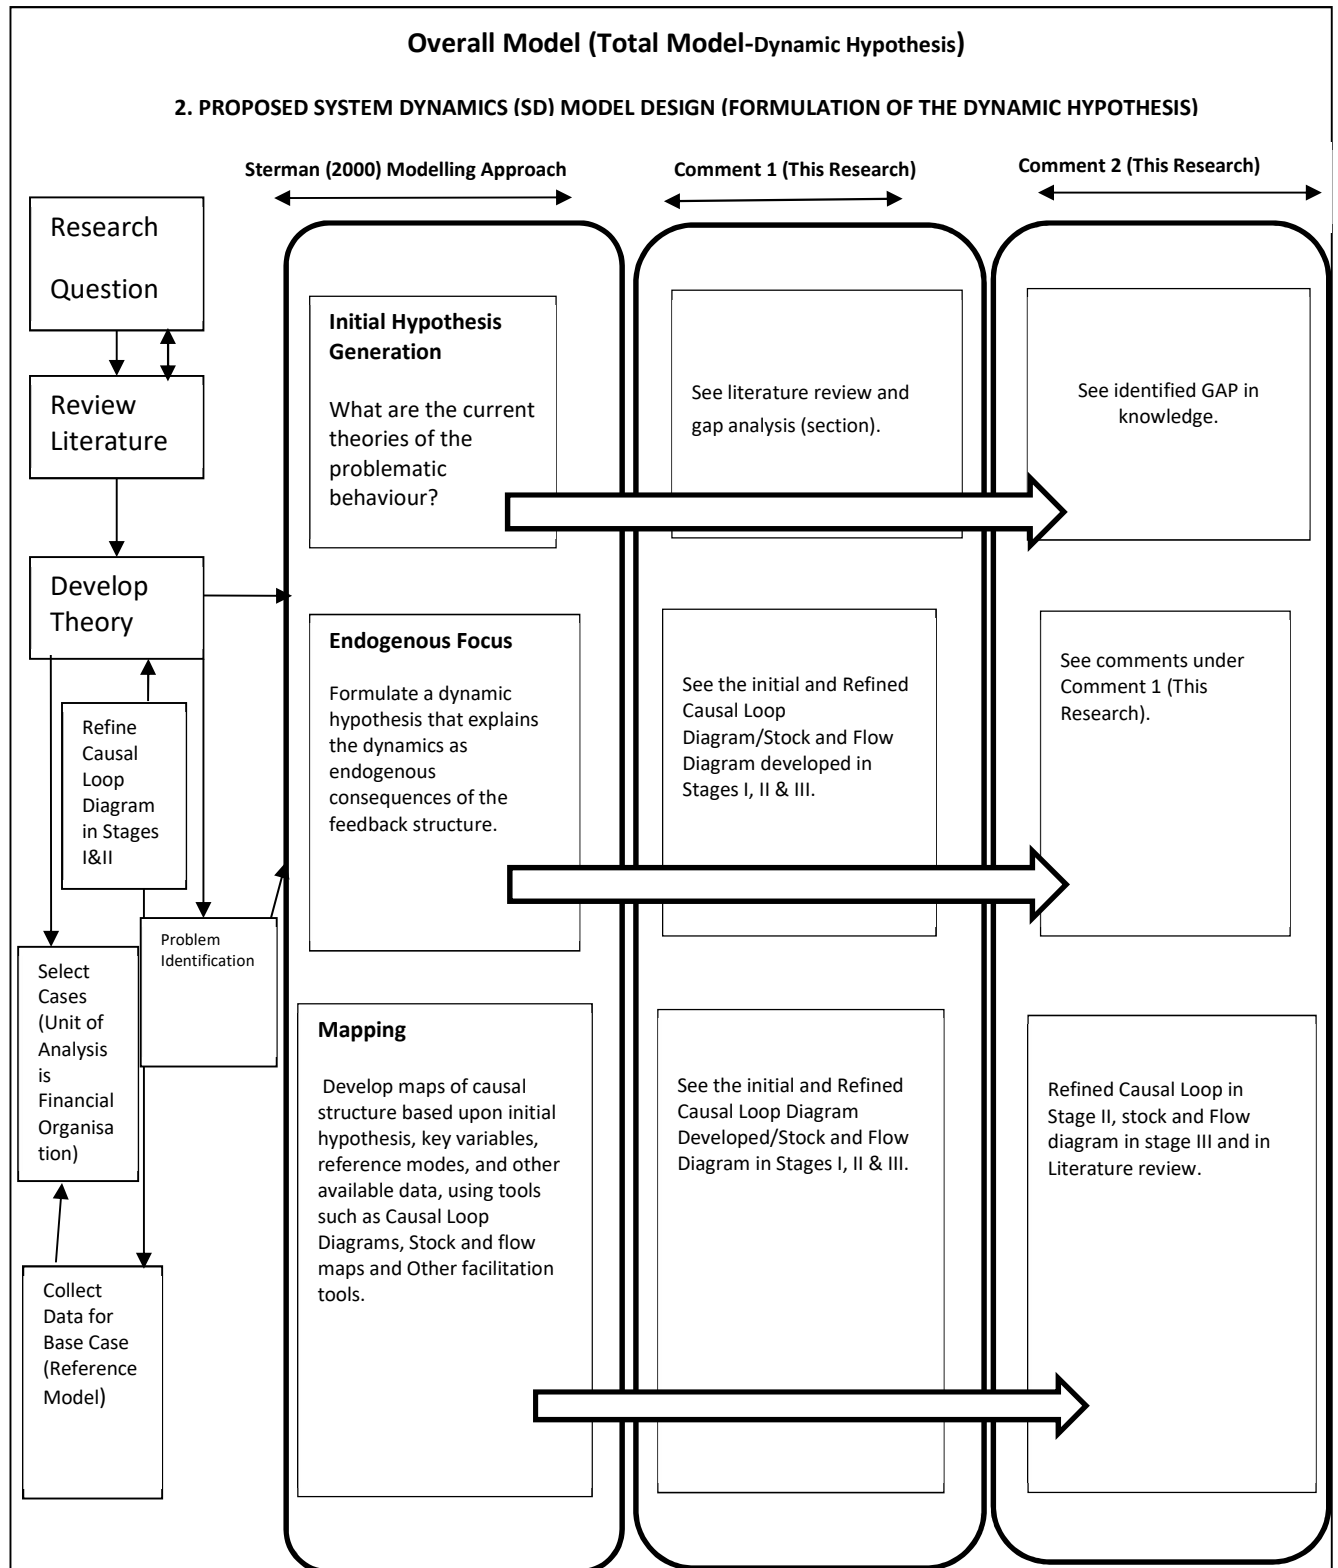 Overall Model (Total Model-Dynamic Hypothesis)
2. PROPOSED SYSTEM DYNAMICS (SD) MODEL DESIGN (FORMULATION OF THE DYNAMIC HYPOTHESIS)
Sterman (2000) Modelling Approach
Comment 1 (This Research)
Comment 2 (This Research)
Research
Question
Review
Literature
Develop
Theory
Refine
Causal
Loop
Diagram
in Stages
I&II
Problem
Identification
Select
Cases
(Unit of
Analysis
is
Financial
Organisa
tion)
Collect
Data for
Base Case
(Reference
Model)
Initial Hypothesis
Generation
What are the current
theories of the
problematic
behaviour?
See literature review and
gap analysis (section).
See identified GAP in
knowledge.
Endogenous Focus
Formulate a dynamic
hypothesis that explains
the dynamics as
endogenous
consequences of the
feedback structure.
See the initial and Refined
Causal Loop
Diagram/Stock and Flow
Diagram developed in
Stages I, II & III.
See comments under
Comment 1 (This
Research).
Mapping
Develop maps of causal
structure based upon initial
hypothesis, key variables,
reference modes, and other
available data, using tools
such as Causal Loop
Diagrams, Stock and flow
maps and Other facilitation
tools.
See the initial and Refined
Causal Loop Diagram
Developed/Stock and Flow
Diagram in Stages I, II & III.
Refined Causal Loop in
Stage II, stock and Flow
diagram in stage III and in
Literature review.